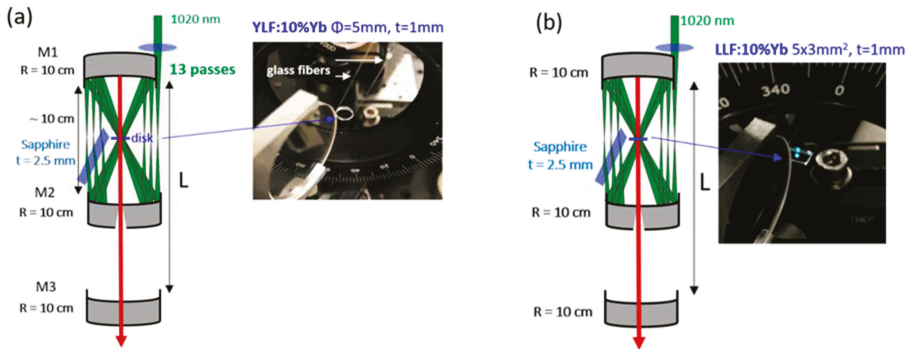 (a)
1020 nm
YLF:10%Yb Φ=5mm, t=1mm
M1
R = 10 cm
13 passes
glass fibers
~ 10 cm
disk
Sapphire
t = 2.5 mm
L
M2
R = 10 cm
M3
R = 10 cm
(b)
1020 nm
LLF:10%Yb 5x3mm², t=1mm
R = 10 cm
340
0
Sapphire
t = 2.5 mm
L
R = 10 cm
R = 10 cm